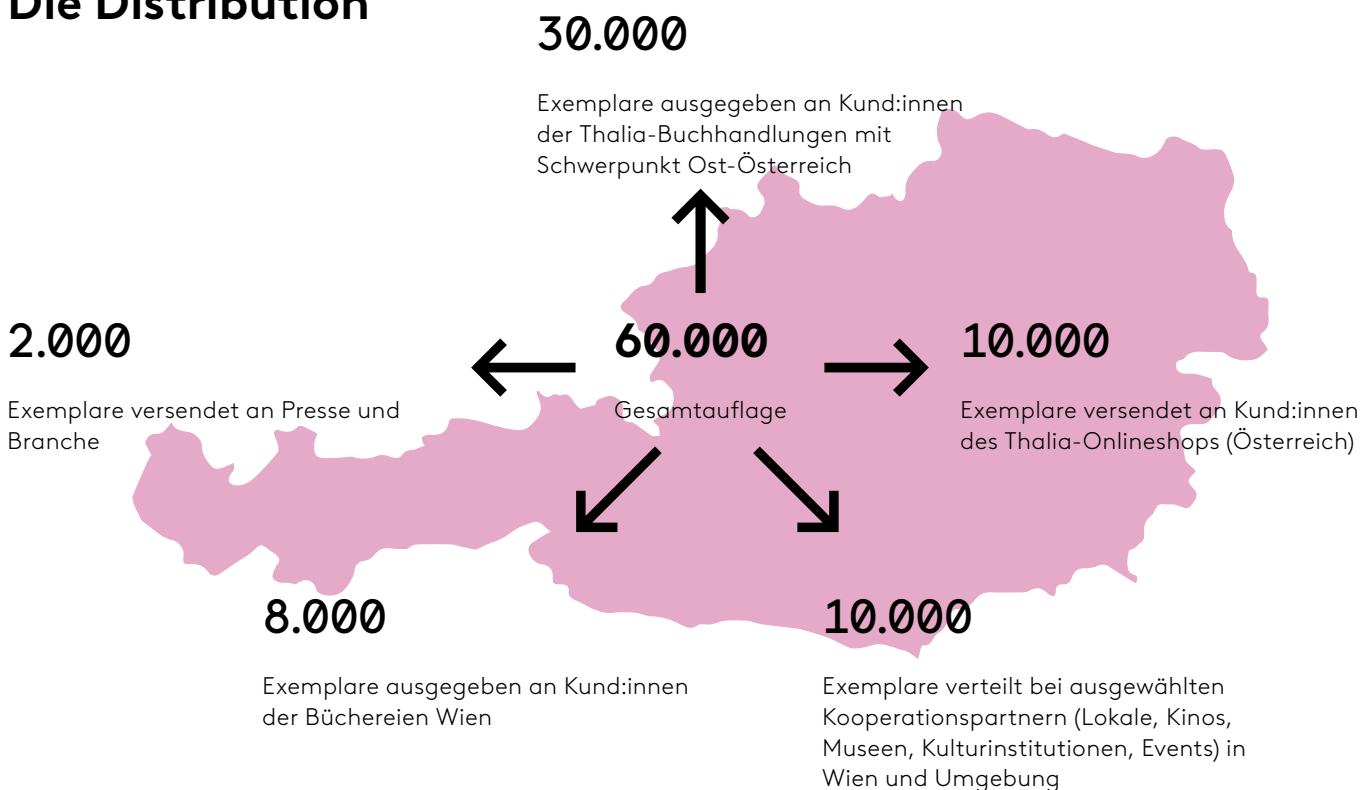 Die Distribution
30.000
Exemplare ausgegeben an Kund:innen
der Thalia-Buchhandlungen mit
Schwerpunkt Ost-Österreich
2.000
Exemplare versendet an Presse und
Branche
60.000
Gesamtauflage
10.000
Exemplare versendet an Kund:innen
des Thalia-Onlineshops (Österreich)
8.000
Exemplare ausgegeben an Kund:innen
der Büchereien Wien
10.000
Exemplare verteilt bei ausgewählten
Kooperationspartnern (Lokale, Kinos,
Museen, Kulturinstitutionen, Events) in
Wien und Umgebung